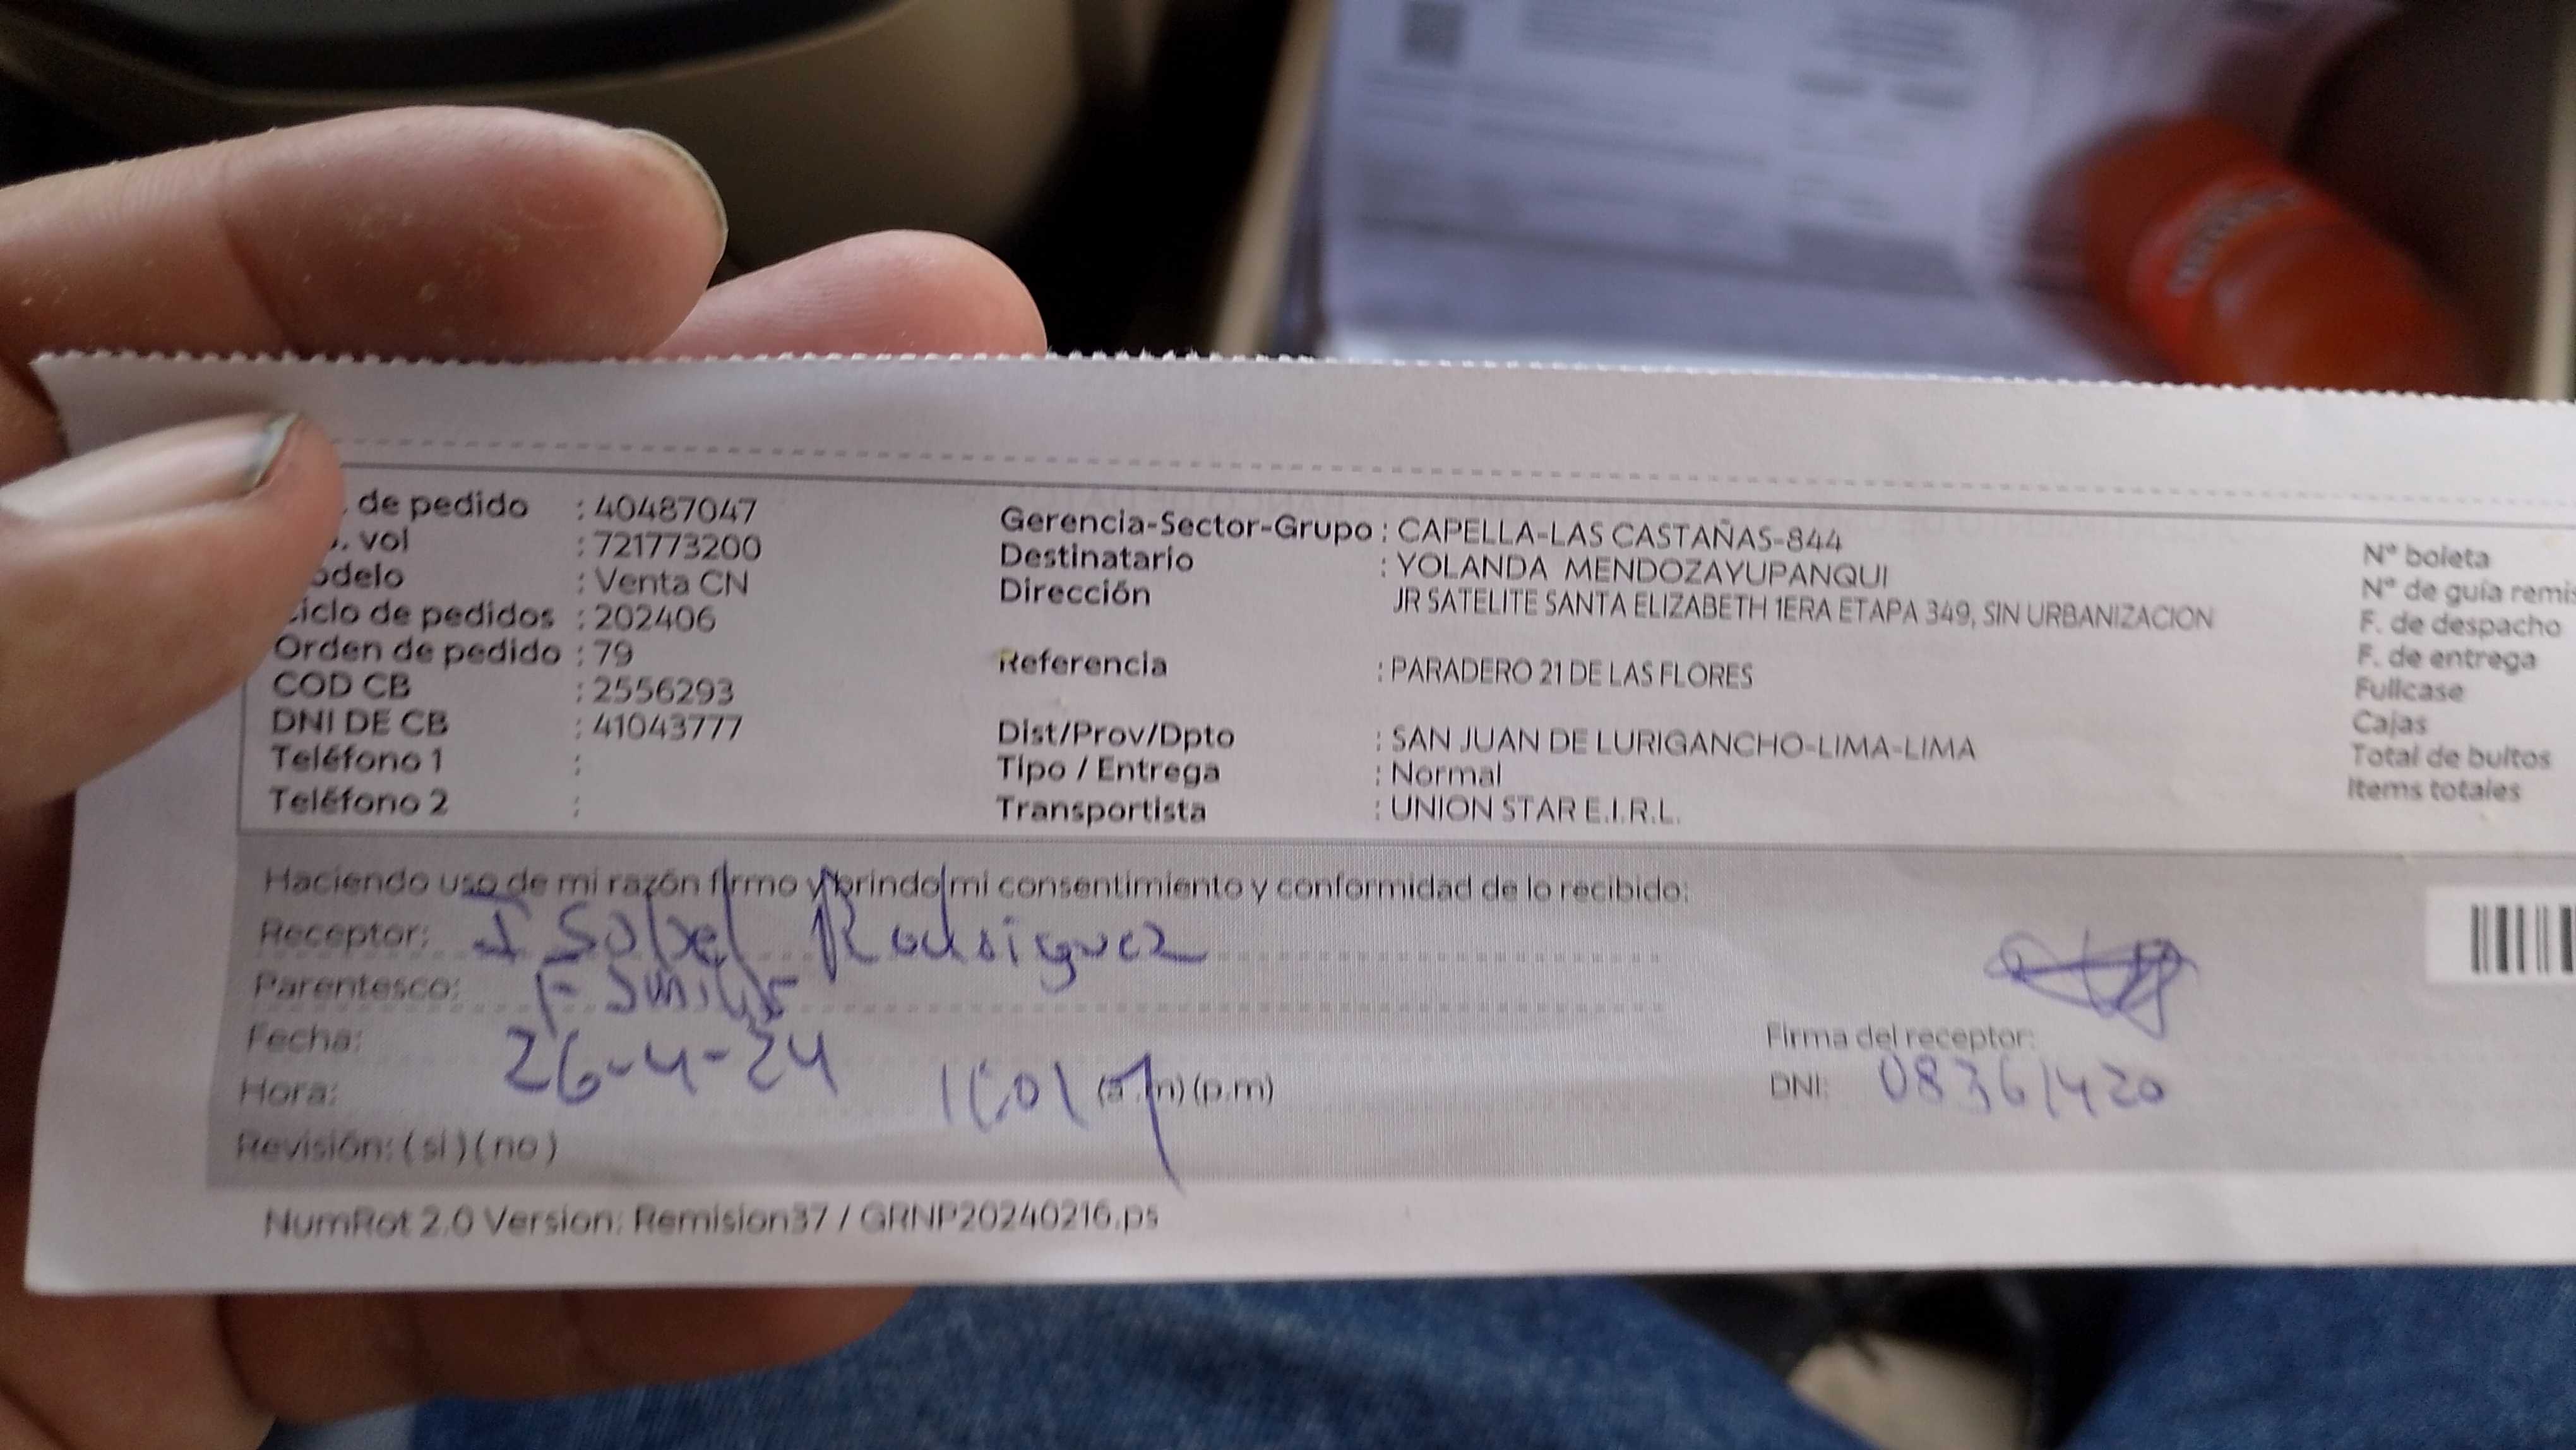 de pedido : 40487047
. vol : 721773200
odelo : Venta CN
ciclo de pedidos : 202406
Orden de pedido : 79
COD CB : 2556293
DNI DE CB : 41043777
Teléfono 1 :
Teléfono 2 :
Gerencia-Sector-Grupo : CAPELLA-LAS CASTAÑAS-844
Destinatario : YOLANDA MENDOZAYUPANQUI
Dirección JR SATELITE SANTA ELIZABETH 1ERA ETAPA 349, SIN URBANIZACION
Referencia : PARADERO 21 DE LAS FLORES
Dist/Prov/Dpto : SAN JUAN DE LURIGANCHO-LIMA-LIMA
Tipo / Entrega : Normal
Transportista : UNION STAR E.I.R.L.
N° boleta
N° de guía remis
F. de despacho
F. de entrega
Fullcase
Cajas
Total de bultos
Items totales
Haciendo uso de mi razón firmo y brindo mi consentimiento y conformidad de lo recibido:
Receptor: Isabel Rodriguez
Parentesco:
Fecha: 26-4-24
Hora: (a.m) (p.m)
Revisión: ( si ) ( no )
Firma del receptor:
DNI: 08361420
NumRot 2.0 Version: Remision37 / GRNP20240216.ps